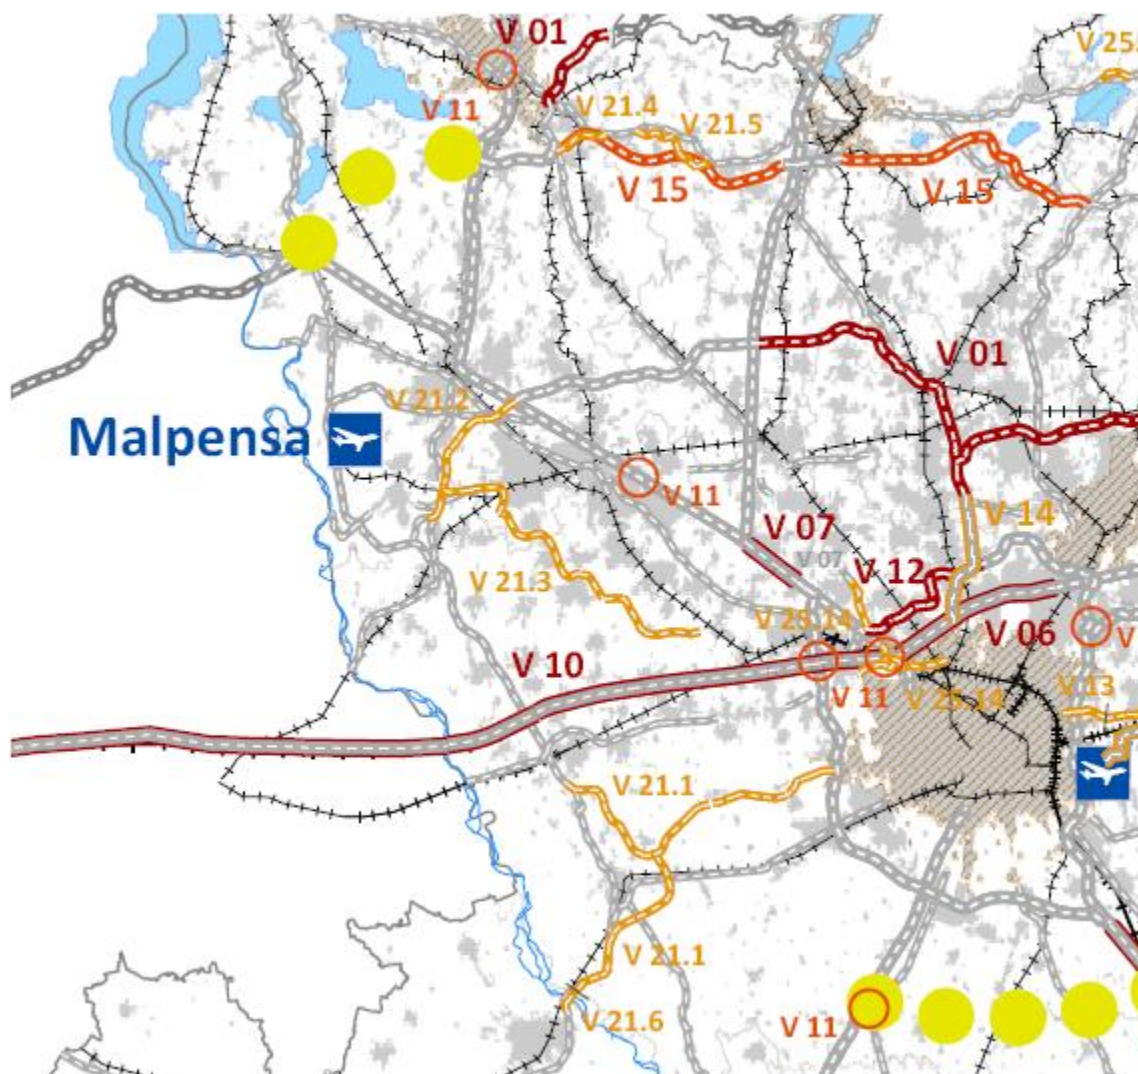 V 01
V 25.
V 11
V 21.4
V 21.5
V 15
V 15
V 01
V 21.2
Malpensa
V 11
V 14
V 07
V 07
V 12
V 21.3
V 25.14
V 06
V
V 10
V 11
V 25.14
V 13
V 21.1
V 21.1
V 21.6
V 11